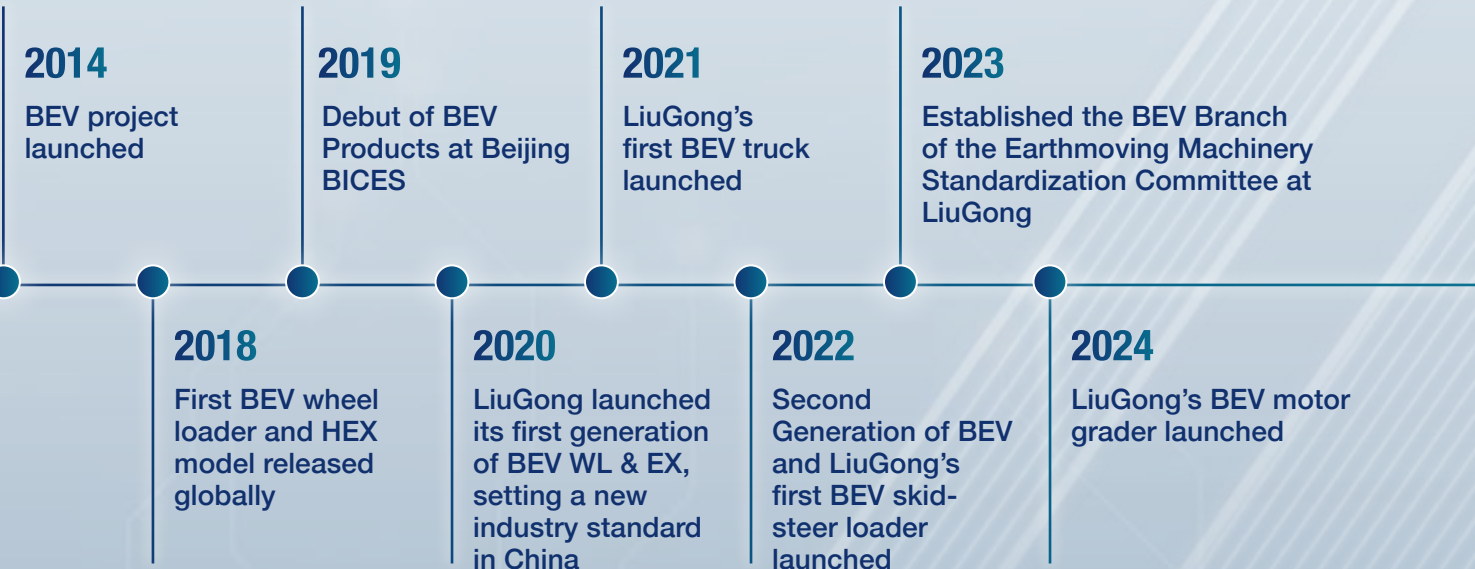 2014
BEV project
launched
2018
First BEV wheel
loader and HEX
model released
globally
2019
Debut of BEV
Products at Beijing
BICES
2020
LiuGong launched
its first generation
of BEV WL & EX,
setting a new
industry standard
in China
2021
LiuGong’s
first BEV truck
launched
2022
Second
Generation of BEV
and LiuGong’s
first BEV skid-
steer loader
launched
2023
Established the BEV Branch
of the Earthmoving Machinery
Standardization Committee at
LiuGong
2024
LiuGong’s BEV motor
grader launched